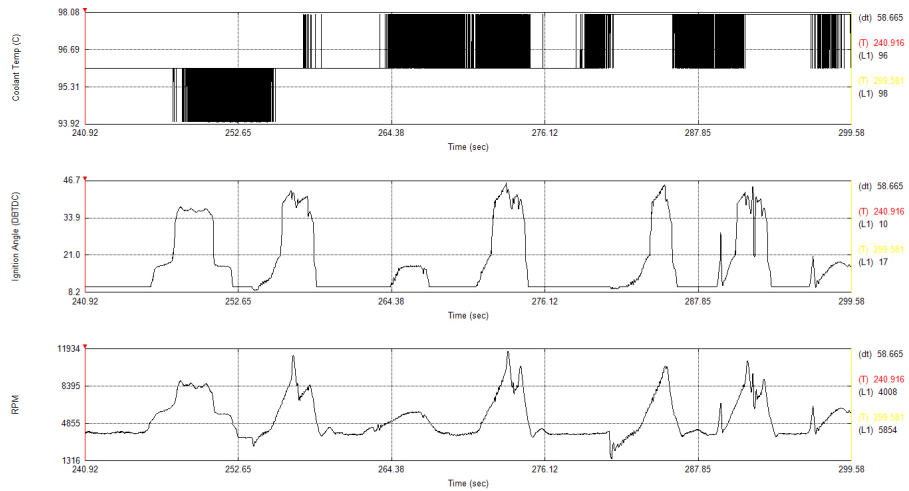 98.08
96.69
95.31
93.92
Coolant Temp (C)
240.92 252.65 264.38 276.12 287.85 299.58
Time (sec)
(dt) 58.665
(T) 240.916
(L1) 96
(T) 299.581
(L1) 98
46.7
33.9
21.0
8.2
Ignition Angle (DBTDC)
240.92 252.65 264.38 276.12 287.85 299.58
Time (sec)
(dt) 58.665
(T) 240.916
(L1) 10
(T) 299.581
(L1) 17
11934
8395
4855
1316
RPM
240.92 252.65 264.38 276.12 287.85 299.58
Time (sec)
(dt) 58.665
(T) 240.916
(L1) 4008
(T) 299.581
(L1) 5854